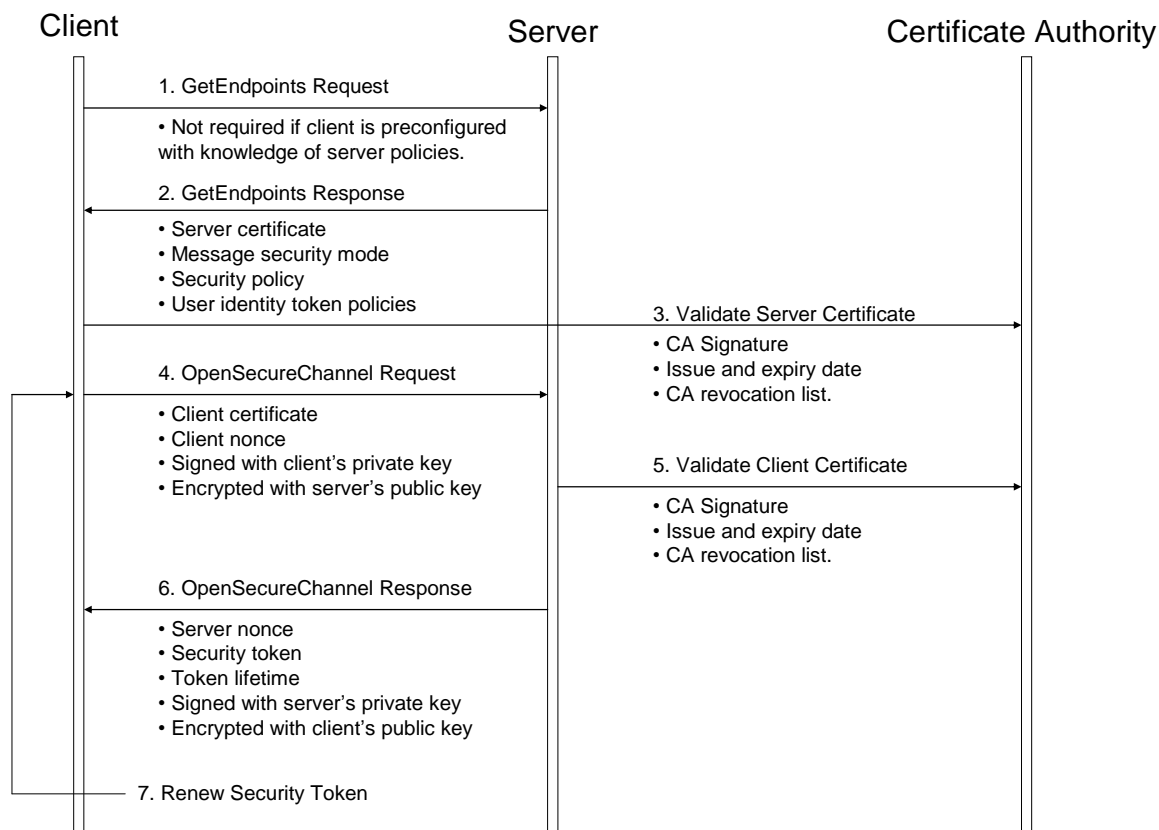 Client
Server
Certificate Authority
1. GetEndpoints Request
• Not required if client is preconfigured
with knowledge of server policies.
2. GetEndpoints Response
• Server certificate
• Message security mode
• Security policy
• User identity token policies
3. Validate Server Certificate
• CA Signature
• Issue and expiry date
• CA revocation list.
4. OpenSecureChannel Request
• Client certificate
• Client nonce
• Signed with client’s private key
• Encrypted with server’s public key
5. Validate Client Certificate
• CA Signature
• Issue and expiry date
• CA revocation list.
6. OpenSecureChannel Response
• Server nonce
• Security token
• Token lifetime
• Signed with server’s private key
• Encrypted with client’s public key
7. Renew Security Token